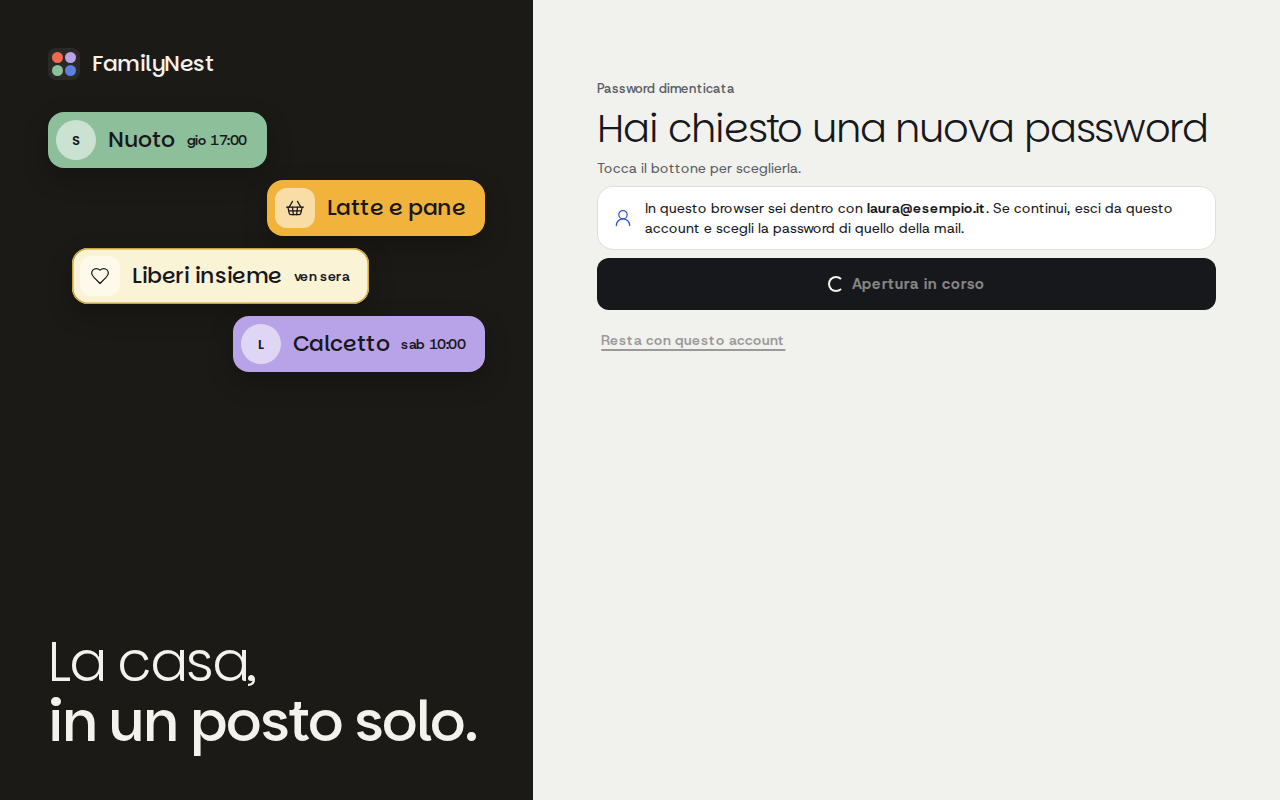 FamilyNest
S Nuoto gio 17:00
Latte e pane
Liberi insieme ven sera
L Calcetto sab 10:00
La casa,
in un posto solo.
Password dimenticata
Hai chiesto una nuova password
Tocca il bottone per sceglierla.
In questo browser sei dentro con laura@esempio.it. Se continui, esci da questo
account e scegli la password di quello della mail.
Apertura in corso
Resta con questo account